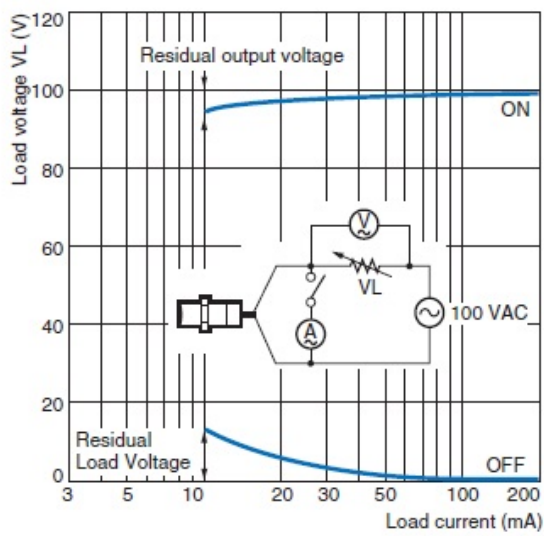 Load voltage VL (V)
120
100
80
60
40
20
0
Residual output voltage
ON
V
VL
A
100 VAC
Residual
Load Voltage
OFF
3 5 10 20 30 50 100 200
Load current (mA)